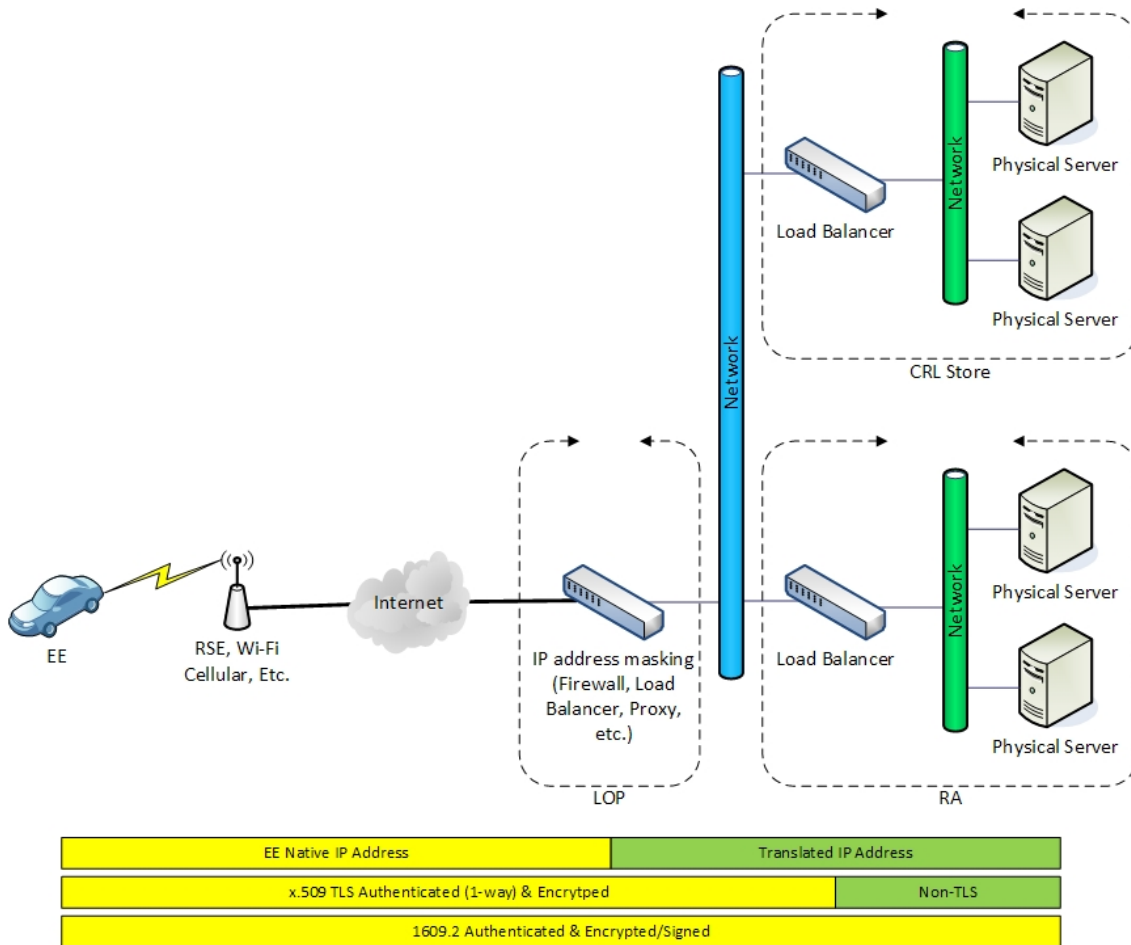 Network
Physical Server
Load Balancer
Physical Server
CRL Store
Network
EE
RSE, Wi-Fi
Cellular, Etc.
Internet
IP address masking
(Firewall, Load
Balancer, Proxy,
etc.)
LOP
Load Balancer
Network
Physical Server
Physical Server
RA
EE Native IP Address
Translated IP Address
x.509 TLS Authenticated (1-way) & Encrytped
Non-TLS
1609.2 Authenticated & Encrypted/Signed